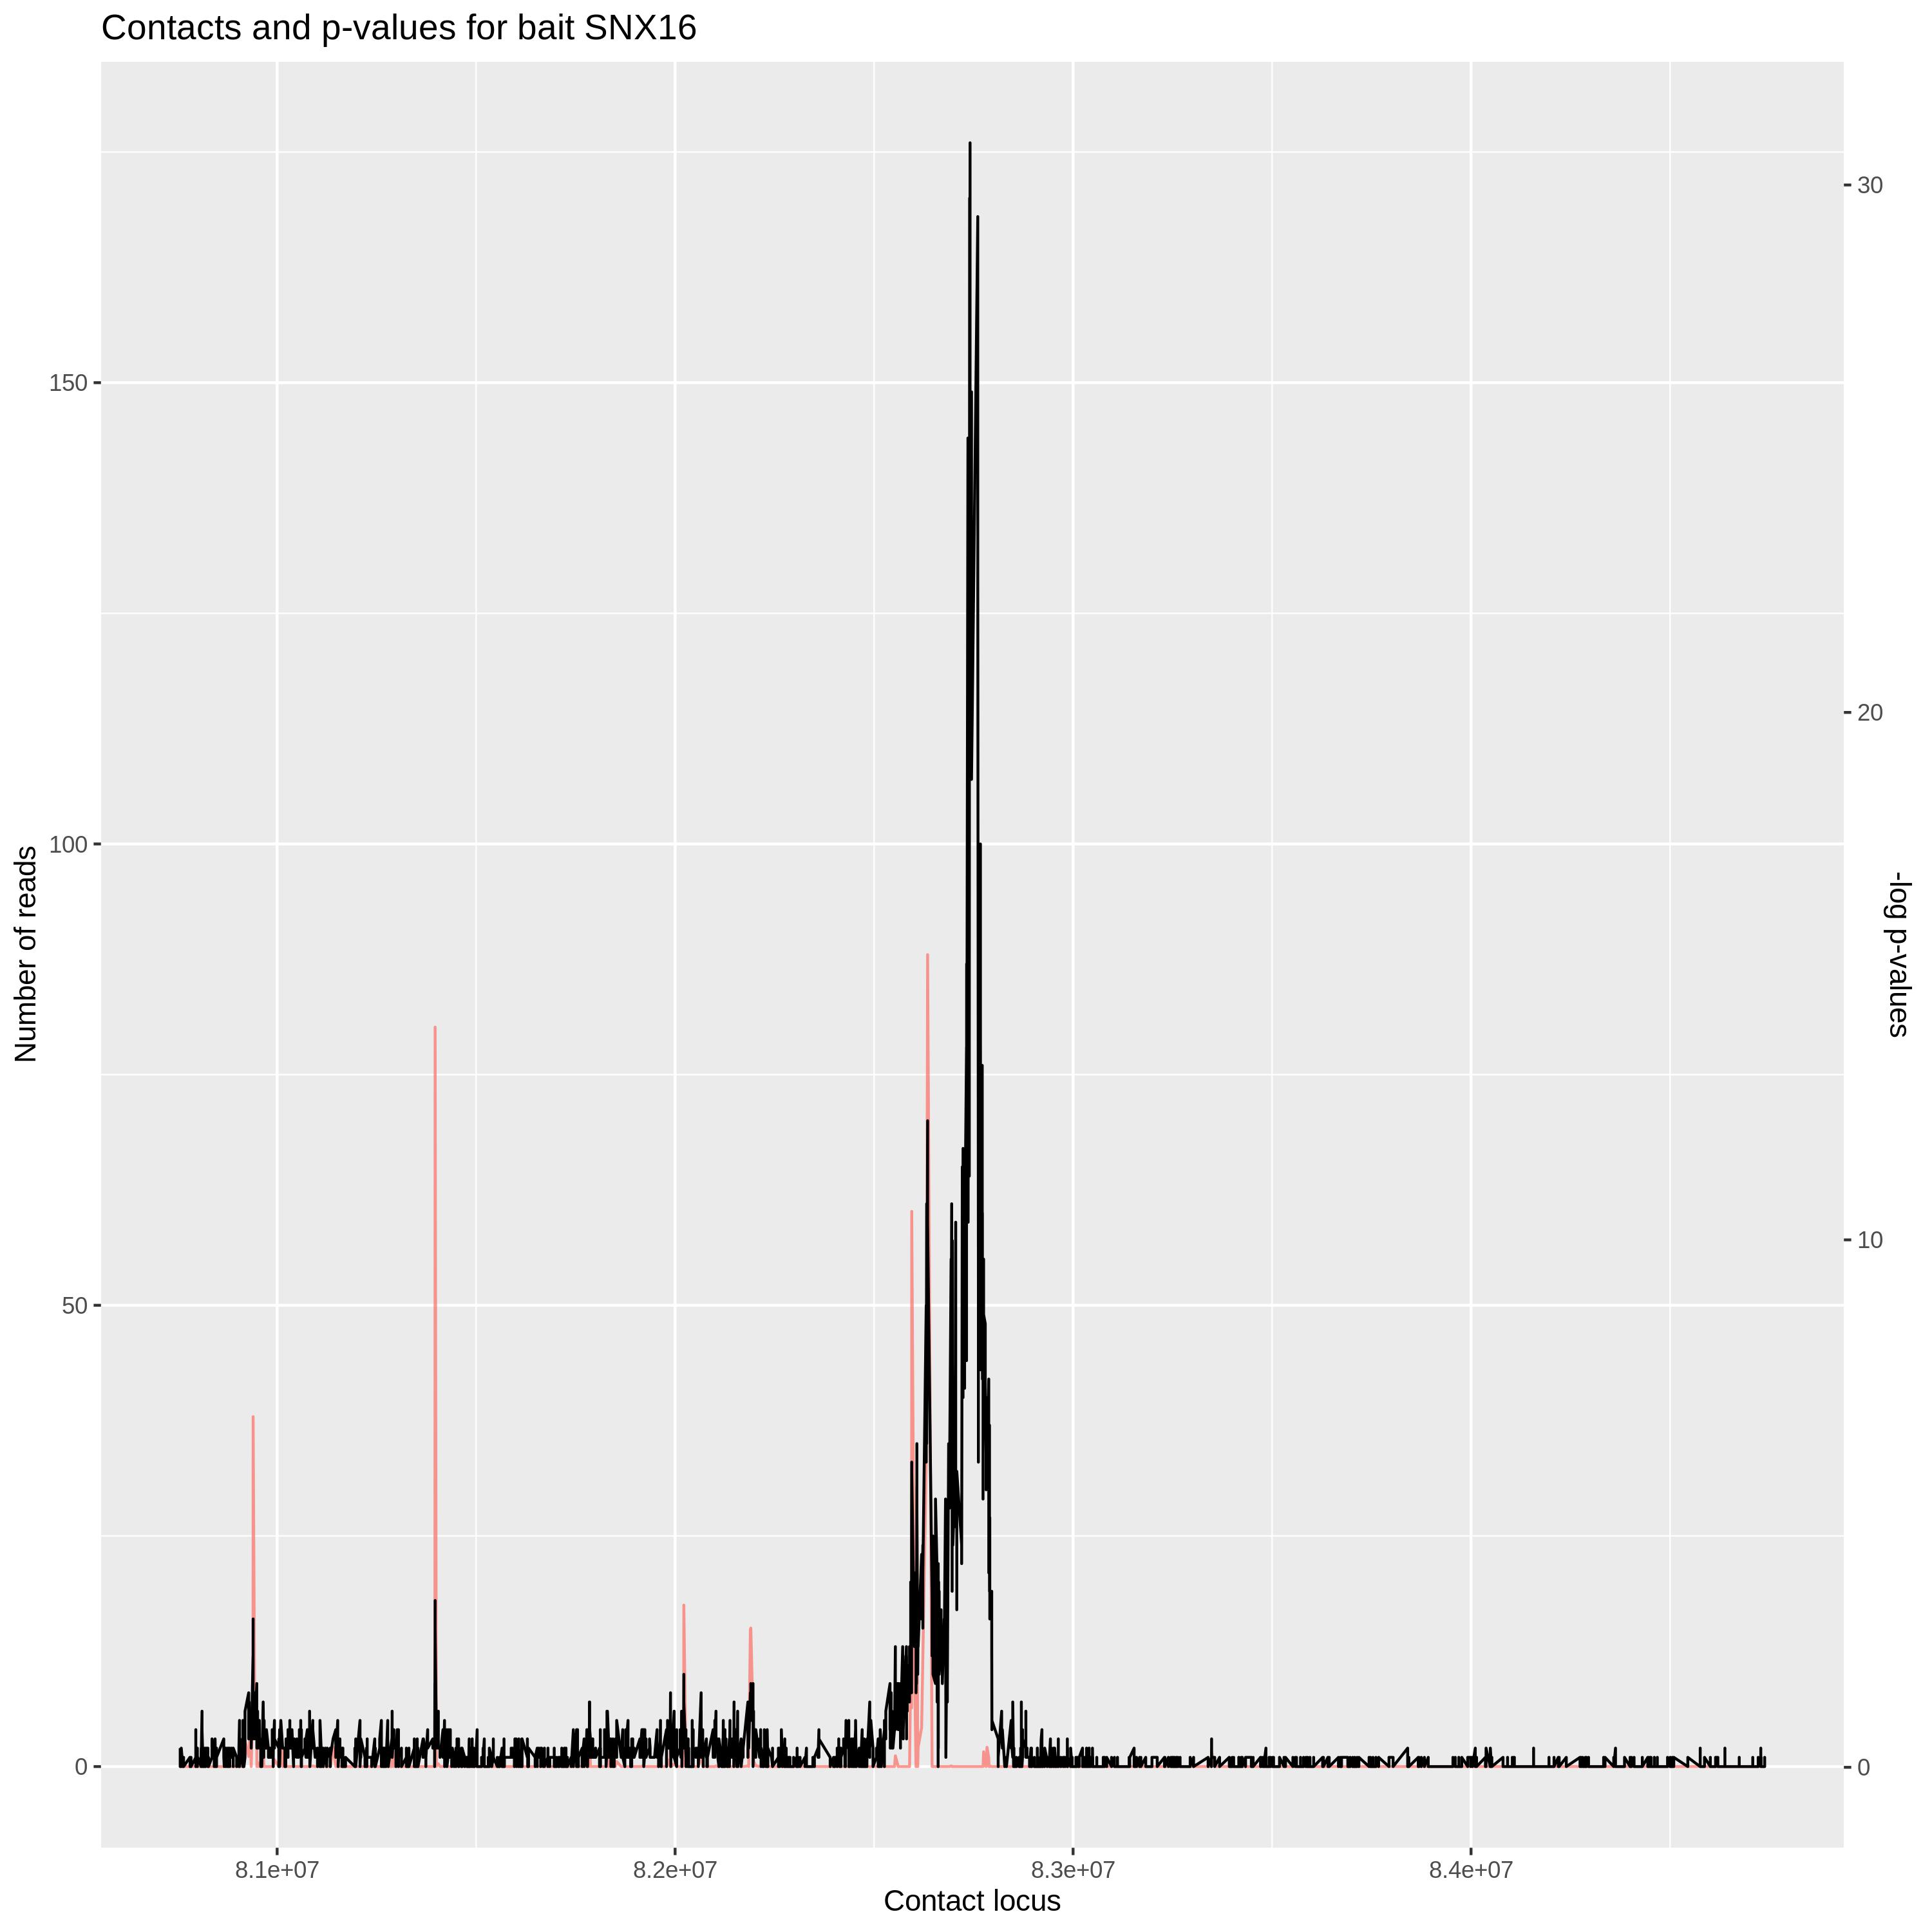 Contacts and p-values for bait SNX16
Number of reads
150
100
50
0
30
20
10
0
-log p-values
8.1e+07
8.2e+07
8.3e+07
8.4e+07
Contact locus